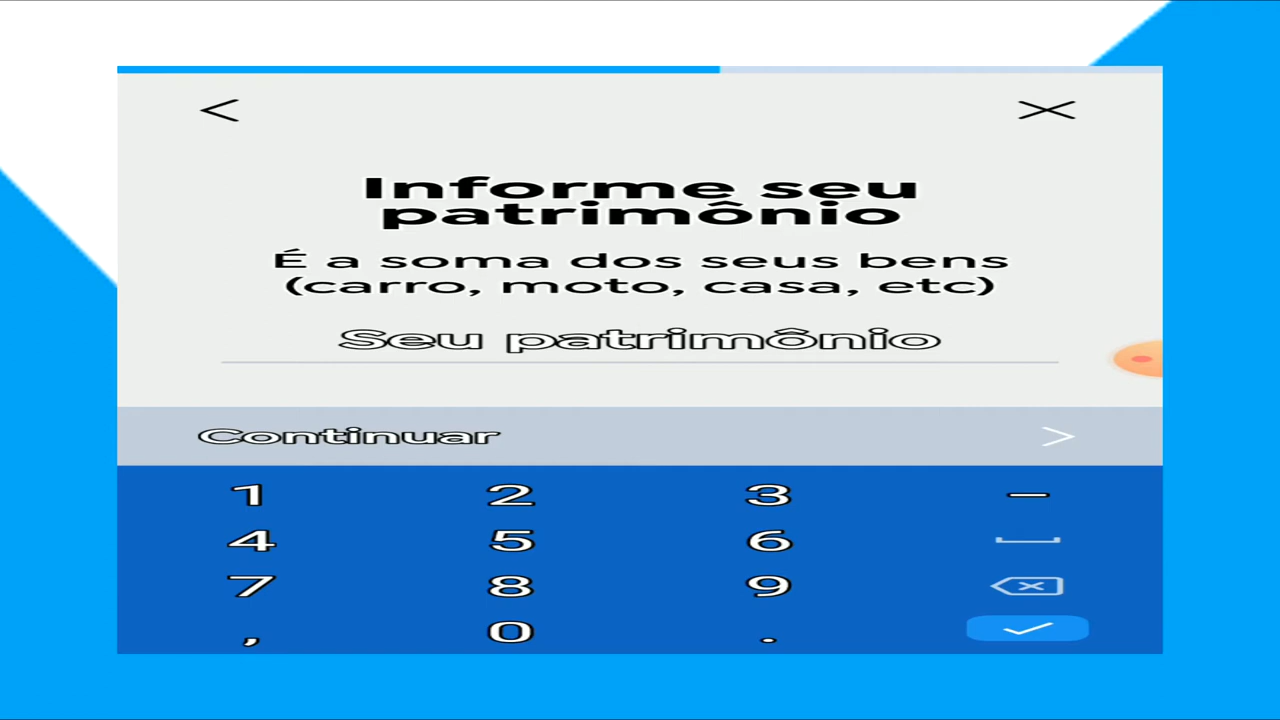 Informe seu
patrimônio
É a soma dos seus bens
(carro, moto, casa, etc)
Seu patrimônio
Continuar
1 2 3 –
4 5 6
7 8 9
, 0 .